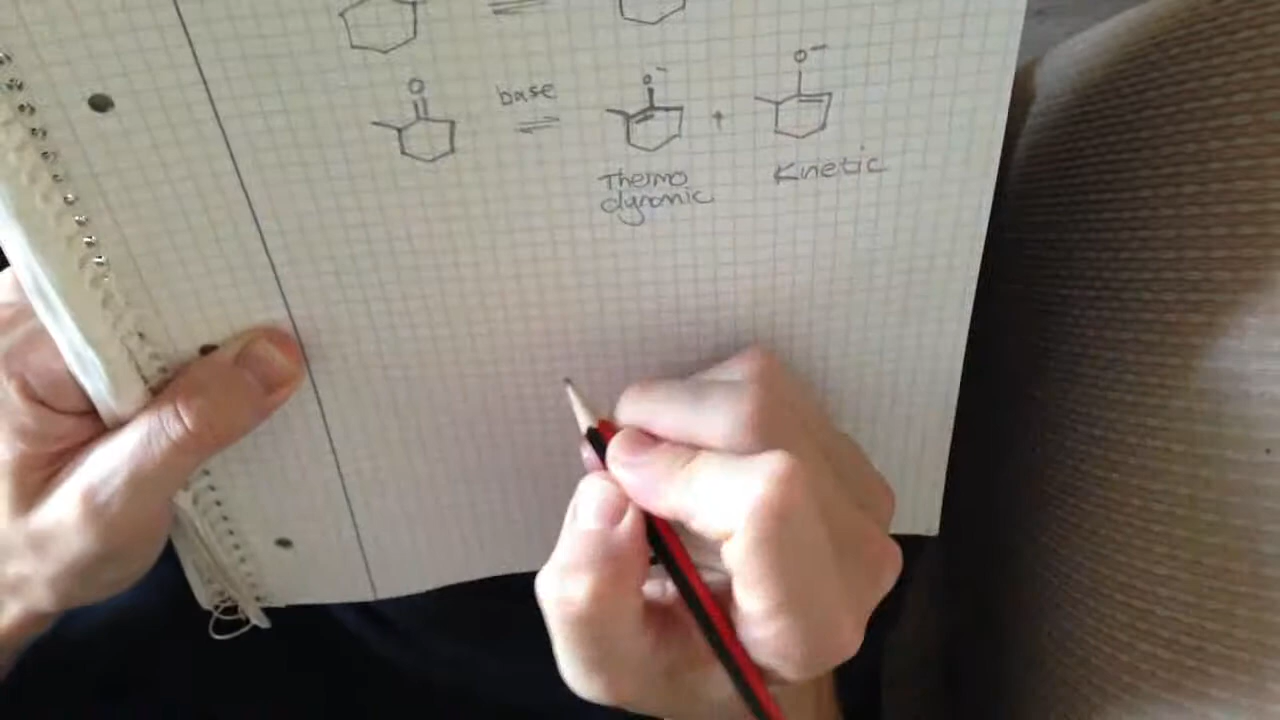 O
base
O⁻
+
O⁻
Thermo
dynamic
Kinetic